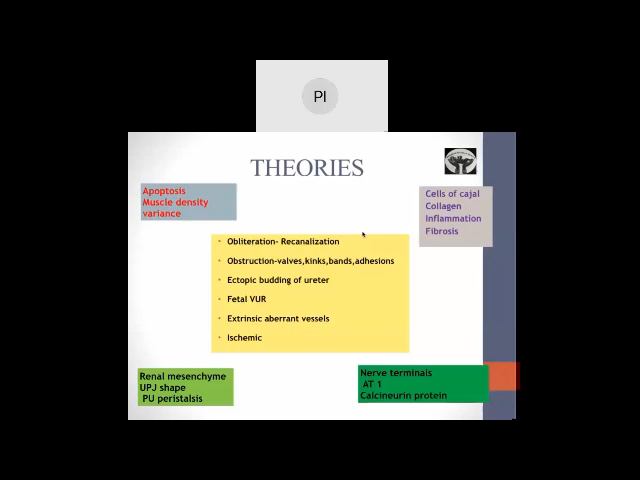 PI
THEORIES
Apoptosis
Muscle density
variance
Cells of cajal
Collagen
Inflammation
Fibrosis
• Obliteration- Recanalization
• Obstruction-valves,kinks,bands,adhesions
• Ectopic budding of ureter
• Fetal VUR
• Extrinsic aberrant vessels
• Ischemic
Renal mesenchyme
UPJ shape
PU peristalsis
Nerve terminals
AT 1
Calcineurin protein